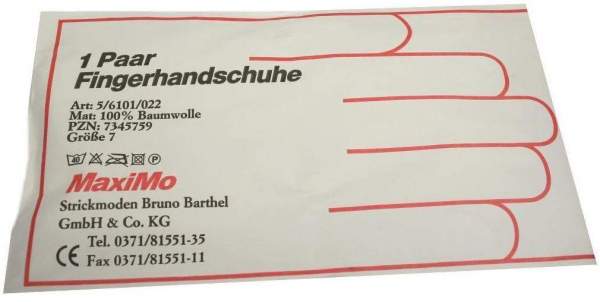 1 Paar
Fingerhandschuhe
Art: 5/6101/022
Mat: 100% Baumwolle
PZN: 7345759
Größe 7
40 P
MaxiMo
Strickmoden Bruno Barthel
GmbH & Co. KG
Tel. 0371/81551-35
CE Fax 0371/81551-11